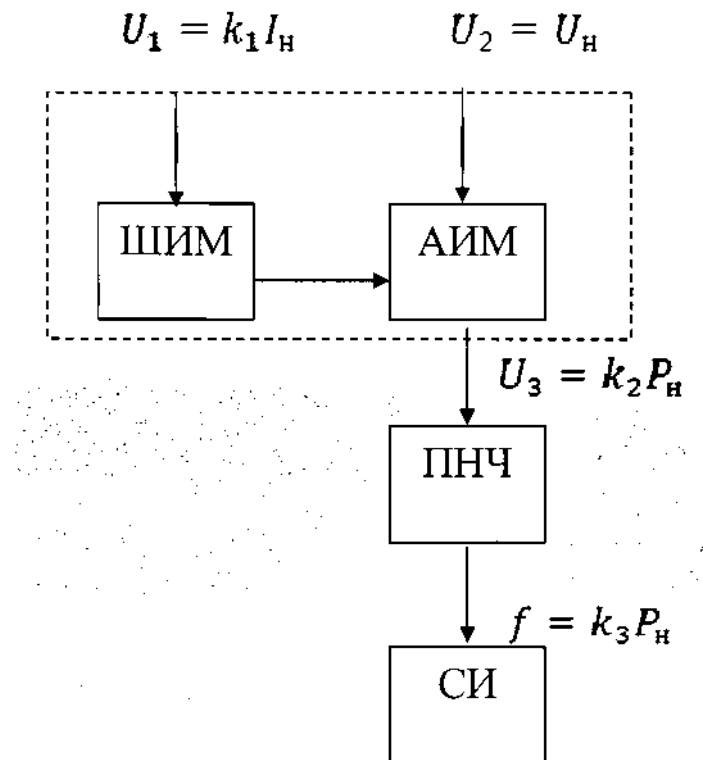 U₁ = k₁Iн U₂ = Uн
ШИМ АИМ
U₃ = k₂Pн
ПНЧ
f = k₃Pн
СИ